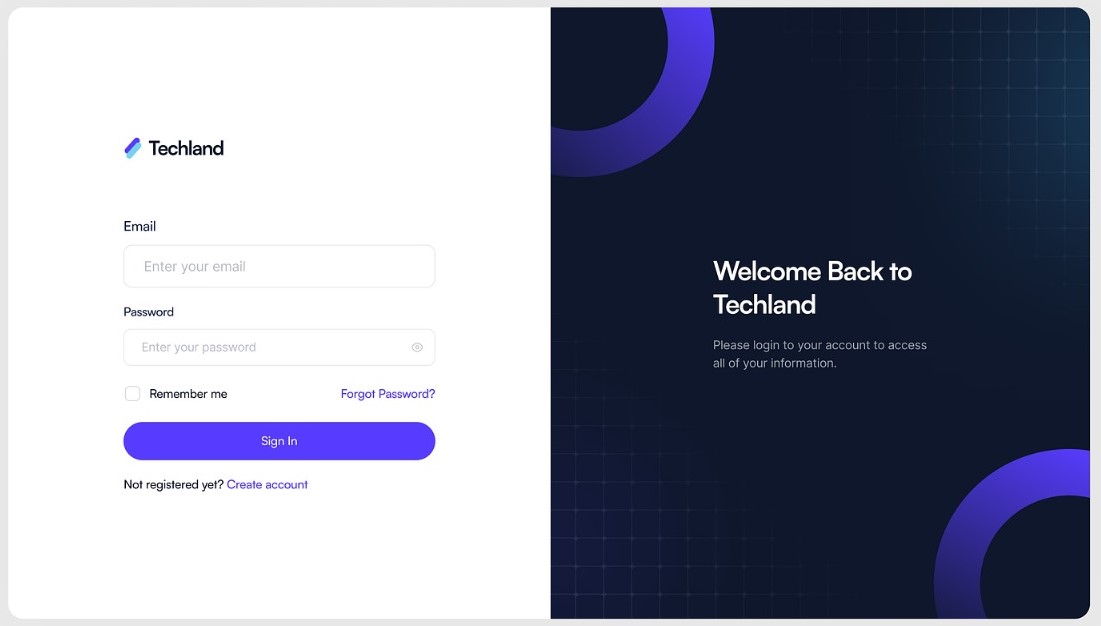 Techland
Email
Enter your email
Password
Enter your password
Remember me
Forgot Password?
Sign In
Not registered yet? Create account
Welcome Back to
Techland
Please login to your account to access
all of your information.